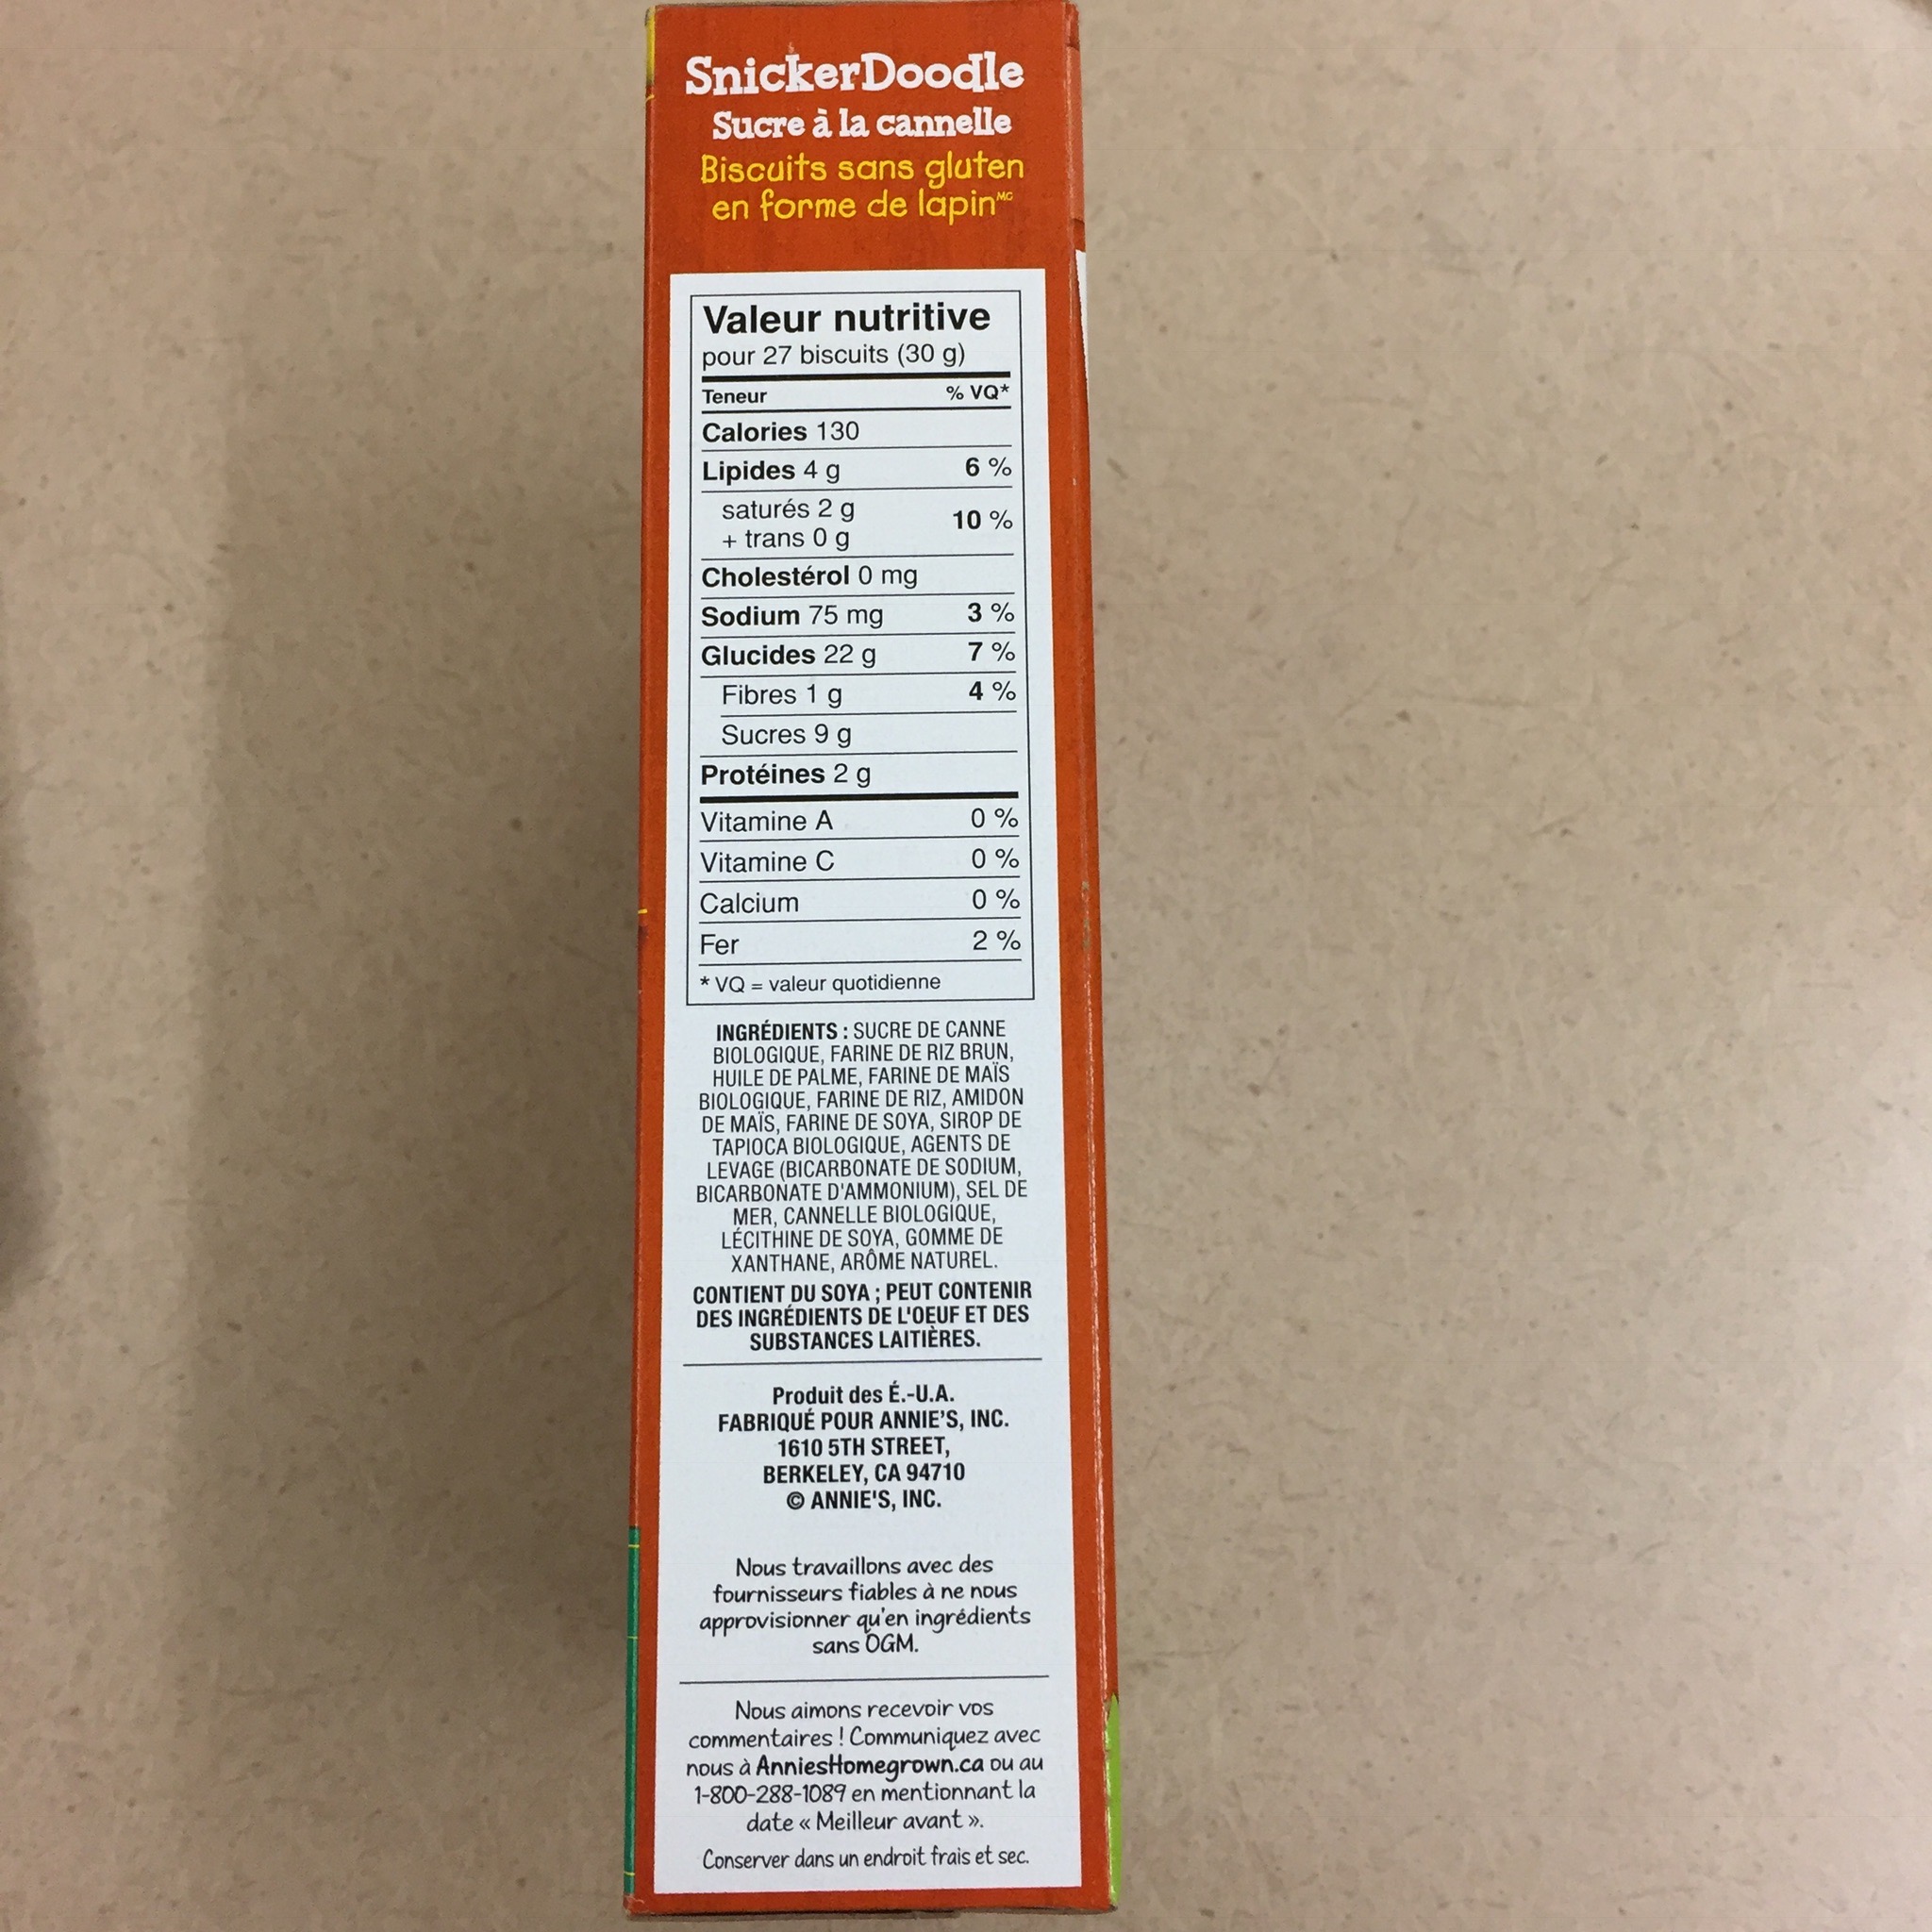 SnickerDoodle
Sucre à la cannelle
Biscuits sans gluten
en forme de lapin MC
Valeur nutritive
pour 27 biscuits (30 g)
Teneur % VQ*
Calories 130
Lipides 4 g 6 %
saturés 2 g
+ trans 0 g 10 %
Cholestérol 0 mg
Sodium 75 mg 3 %
Glucides 22 g 7 %
Fibres 1 g 4 %
Sucres 9 g
Protéines 2 g
Vitamine A 0 %
Vitamine C 0 %
Calcium 0 %
Fer 2 %
* VQ = valeur quotidienne
INGRÉDIENTS : SUCRE DE CANNE
BIOLOGIQUE, FARINE DE RIZ BRUN,
HUILE DE PALME, FARINE DE MAÏS
BIOLOGIQUE, FARINE DE RIZ, AMIDON
DE MAÏS, FARINE DE SOYA, SIROP DE
TAPIOCA BIOLOGIQUE, AGENTS DE
LEVAGE (BICARBONATE DE SODIUM,
BICARBONATE D'AMMONIUM), SEL DE
MER, CANNELLE BIOLOGIQUE,
LÉCITHINE DE SOYA, GOMME DE
XANTHANE, ARÔME NATUREL.
CONTIENT DU SOYA ; PEUT CONTENIR
DES INGRÉDIENTS DE L'OEUF ET DES
SUBSTANCES LAITIÈRES.
Produit des É.-U.A.
FABRIQUÉ POUR ANNIE'S, INC.
1610 5TH STREET,
BERKELEY, CA 94710
© ANNIE'S, INC.
Nous travaillons avec des
fournisseurs fiables à ne nous
approvisionner qu'en ingrédients
sans OGM.
Nous aimons recevoir vos
commentaires ! Communiquez avec
nous à AnniesHomegrown.ca ou au
1-800-288-1089 en mentionnant la
date « Meilleur avant ».
Conserver dans un endroit frais et sec.